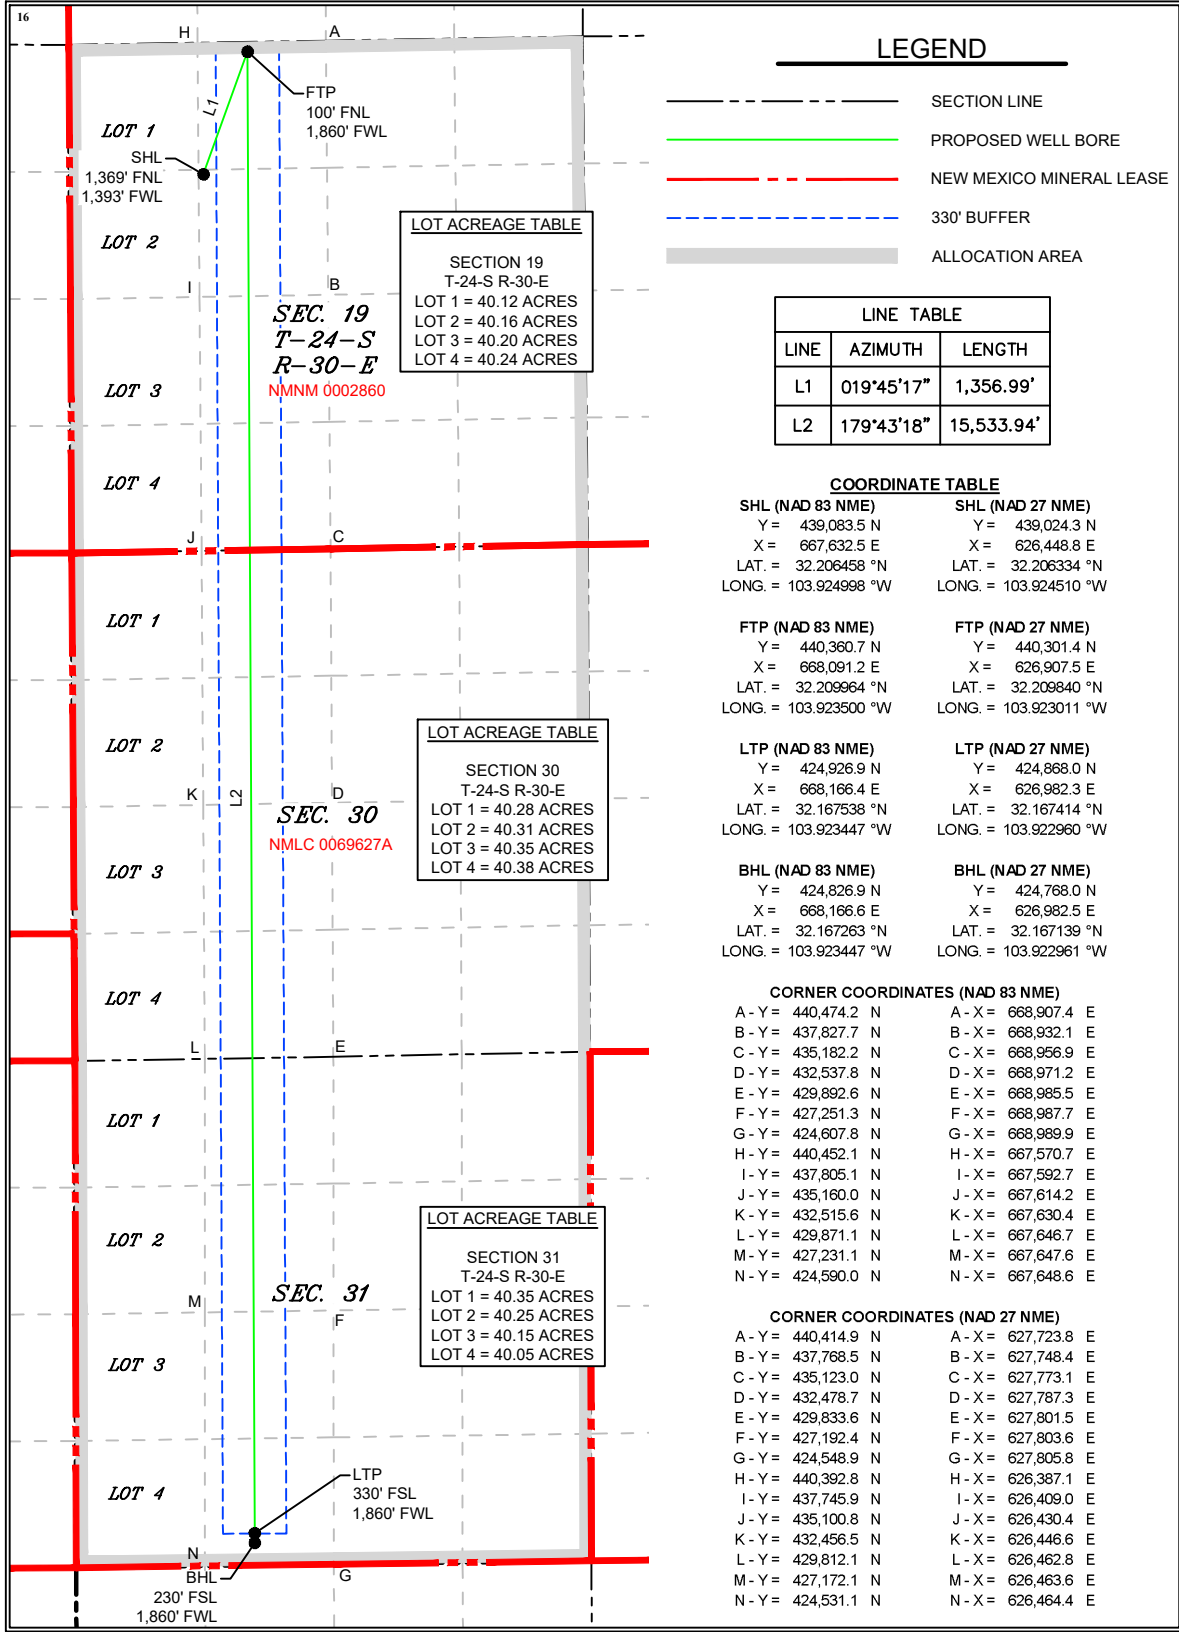 16
H
A
FTP
100' FNL
1,860' FWL
L1
LOT 1
SHL
1,369' FNL
1,393' FWL
LOT 2
I
B
SEC. 19
T-24-S
R-30-E
NMNM 0002860
LOT 3
LOT 4
J
C
LOT ACREAGE TABLE
SECTION 19
T-24-S R-30-E
LOT 1 = 40.12 ACRES
LOT 2 = 40.16 ACRES
LOT 3 = 40.20 ACRES
LOT 4 = 40.24 ACRES
LOT 1
LOT 2
K
L2
D
SEC. 30
NMLC 0069627A
LOT 3
LOT 4
L
E
LOT ACREAGE TABLE
SECTION 30
T-24-S R-30-E
LOT 1 = 40.28 ACRES
LOT 2 = 40.31 ACRES
LOT 3 = 40.35 ACRES
LOT 4 = 40.38 ACRES
LOT 1
LOT 2
M
SEC. 31
F
LOT 3
LOT 4
LOT ACREAGE TABLE
SECTION 31
T-24-S R-30-E
LOT 1 = 40.35 ACRES
LOT 2 = 40.25 ACRES
LOT 3 = 40.15 ACRES
LOT 4 = 40.05 ACRES
LTP
330' FSL
1,860' FWL
N
G
BHL
230' FSL
1,860' FWL
LEGEND
SECTION LINE
PROPOSED WELL BORE
NEW MEXICO MINERAL LEASE
330' BUFFER
ALLOCATION AREA
LINE TABLE
LINE AZIMUTH LENGTH
L1 019°45'17" 1,356.99'
L2 179°43'18" 15,533.94'
COORDINATE TABLE
SHL (NAD 83 NME) SHL (NAD 27 NME)
Y = 439,083.5 N Y = 439,024.3 N
X = 667,632.5 E X = 626,448.8 E
LAT. = 32.206458 °N LAT. = 32.206334 °N
LONG. = 103.924998 °W LONG. = 103.924510 °W
FTP (NAD 83 NME) FTP (NAD 27 NME)
Y = 440,360.7 N Y = 440,301.4 N
X = 668,091.2 E X = 626,907.5 E
LAT. = 32.209964 °N LAT. = 32.209840 °N
LONG. = 103.923500 °W LONG. = 103.923011 °W
LTP (NAD 83 NME) LTP (NAD 27 NME)
Y = 424,926.9 N Y = 424,868.0 N
X = 668,166.4 E X = 626,982.3 E
LAT. = 32.167538 °N LAT. = 32.167414 °N
LONG. = 103.923447 °W LONG. = 103.922960 °W
BHL (NAD 83 NME) BHL (NAD 27 NME)
Y = 424,826.9 N Y = 424,768.0 N
X = 668,166.6 E X = 626,982.5 E
LAT. = 32.167263 °N LAT. = 32.167139 °N
LONG. = 103.923447 °W LONG. = 103.922961 °W
CORNER COORDINATES (NAD 83 NME)
A - Y = 440,474.2 N A - X = 668,907.4 E
B - Y = 437,827.7 N B - X = 668,932.1 E
C - Y = 435,182.2 N C - X = 668,956.9 E
D - Y = 432,537.8 N D - X = 668,971.2 E
E - Y = 429,892.6 N E - X = 668,985.5 E
F - Y = 427,251.3 N F - X = 668,987.7 E
G - Y = 424,607.8 N G - X = 668,989.9 E
H - Y = 440,452.1 N H - X = 667,570.7 E
I - Y = 437,805.1 N I - X = 667,592.7 E
J - Y = 435,160.0 N J - X = 667,614.2 E
K - Y = 432,515.6 N K - X = 667,630.4 E
L - Y = 429,871.1 N L - X = 667,646.7 E
M - Y = 427,231.1 N M - X = 667,647.6 E
N - Y = 424,590.0 N N - X = 667,648.6 E
CORNER COORDINATES (NAD 27 NME)
A - Y = 440,414.9 N A - X = 627,723.8 E
B - Y = 437,768.5 N B - X = 627,748.4 E
C - Y = 435,123.0 N C - X = 627,773.1 E
D - Y = 432,478.7 N D - X = 627,787.3 E
E - Y = 429,833.6 N E - X = 627,801.5 E
F - Y = 427,192.4 N F - X = 627,803.6 E
G - Y = 424,548.9 N G - X = 627,805.8 E
H - Y = 440,392.8 N H - X = 626,387.1 E
I - Y = 437,745.9 N I - X = 626,409.0 E
J - Y = 435,100.8 N J - X = 626,430.4 E
K - Y = 432,456.5 N K - X = 626,446.6 E
L - Y = 429,812.1 N L - X = 626,462.8 E
M - Y = 427,172.1 N M - X = 626,463.6 E
N - Y = 424,531.1 N N - X = 626,464.4 E